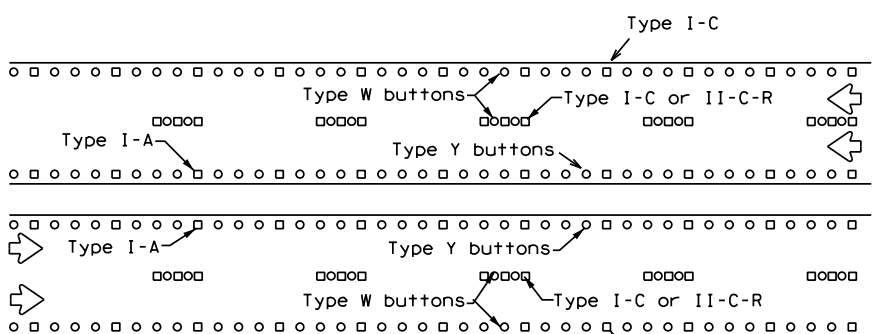 Type I-C
Type W buttons
Type I-C or II-C-R
Type I-A
Type Y buttons
Type I-A
Type Y buttons
Type W buttons
Type I-C or II-C-R